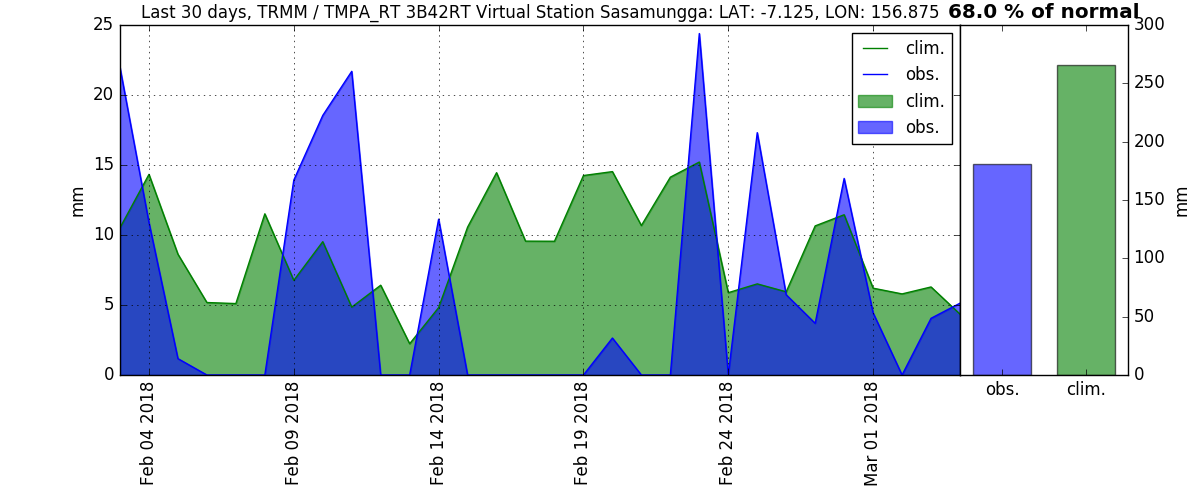 Last 30 days, TRMM / TMPA_RT 3B42RT Virtual Station Sasamungga: LAT: -7.125, LON: 156.875 68.0 % of normal
25
20
15
10
5
0
mm
clim.
obs.
clim.
obs.
Feb 04 2018
Feb 09 2018
Feb 14 2018
Feb 19 2018
Feb 24 2018
Mar 01 2018
300
250
200
150
100
50
0
mm
obs. clim.